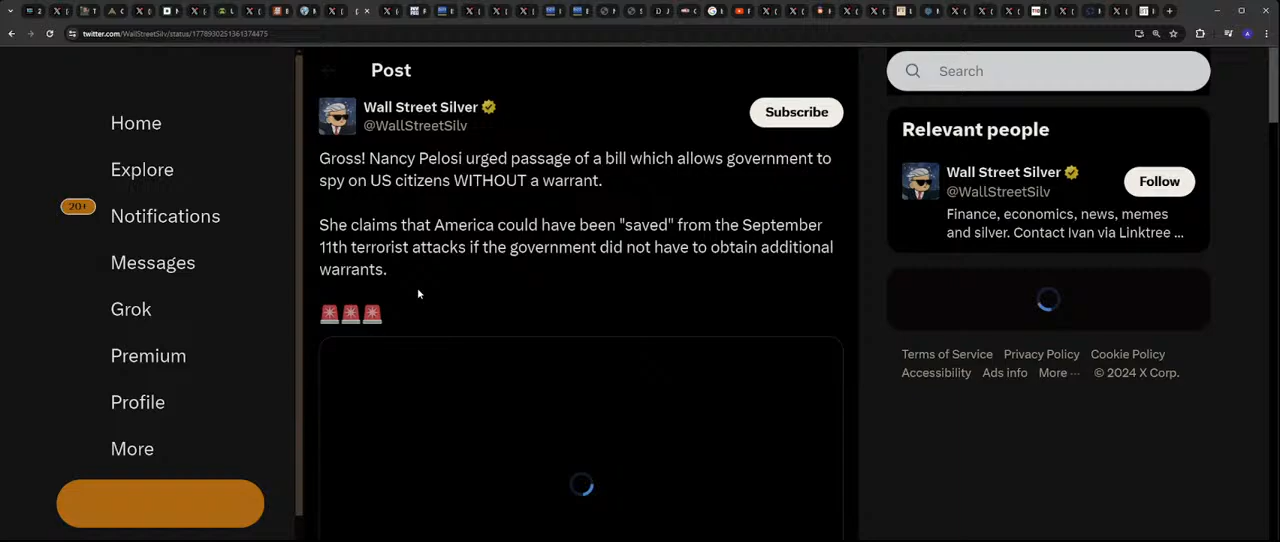 twitter.com/WallStreetSilv/status/1778930251361374475
Home
Explore
20+
Notifications
Messages
Grok
Premium
Profile
More
Post
Wall Street Silver
@WallStreetSilv
Subscribe
Gross! Nancy Pelosi urged passage of a bill which allows government to
spy on US citizens WITHOUT a warrant.
She claims that America could have been "saved" from the September
11th terrorist attacks if the government did not have to obtain additional
warrants.
Search
Relevant people
Wall Street Silver
@WallStreetSilv
Follow
Finance, economics, news, memes
and silver. Contact Ivan via Linktree ...
Terms of Service Privacy Policy Cookie Policy
Accessibility Ads info More ··· © 2024 X Corp.